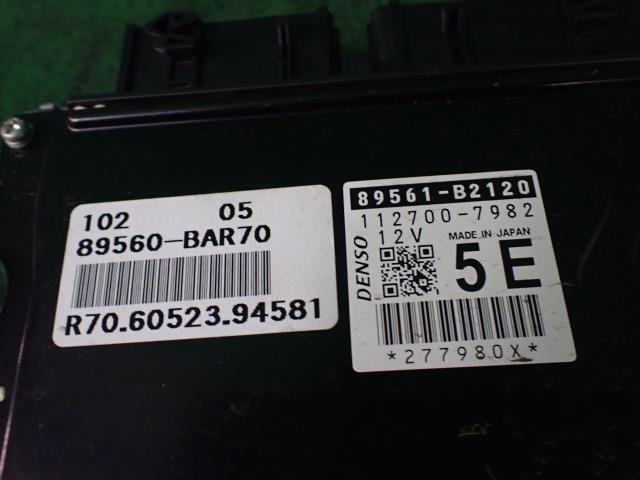 102 05
89560-BAR70
R70.60523.94581
89561-B2120
112700-7982
DENSO
12V MADE IN JAPAN
5E
*277980X*